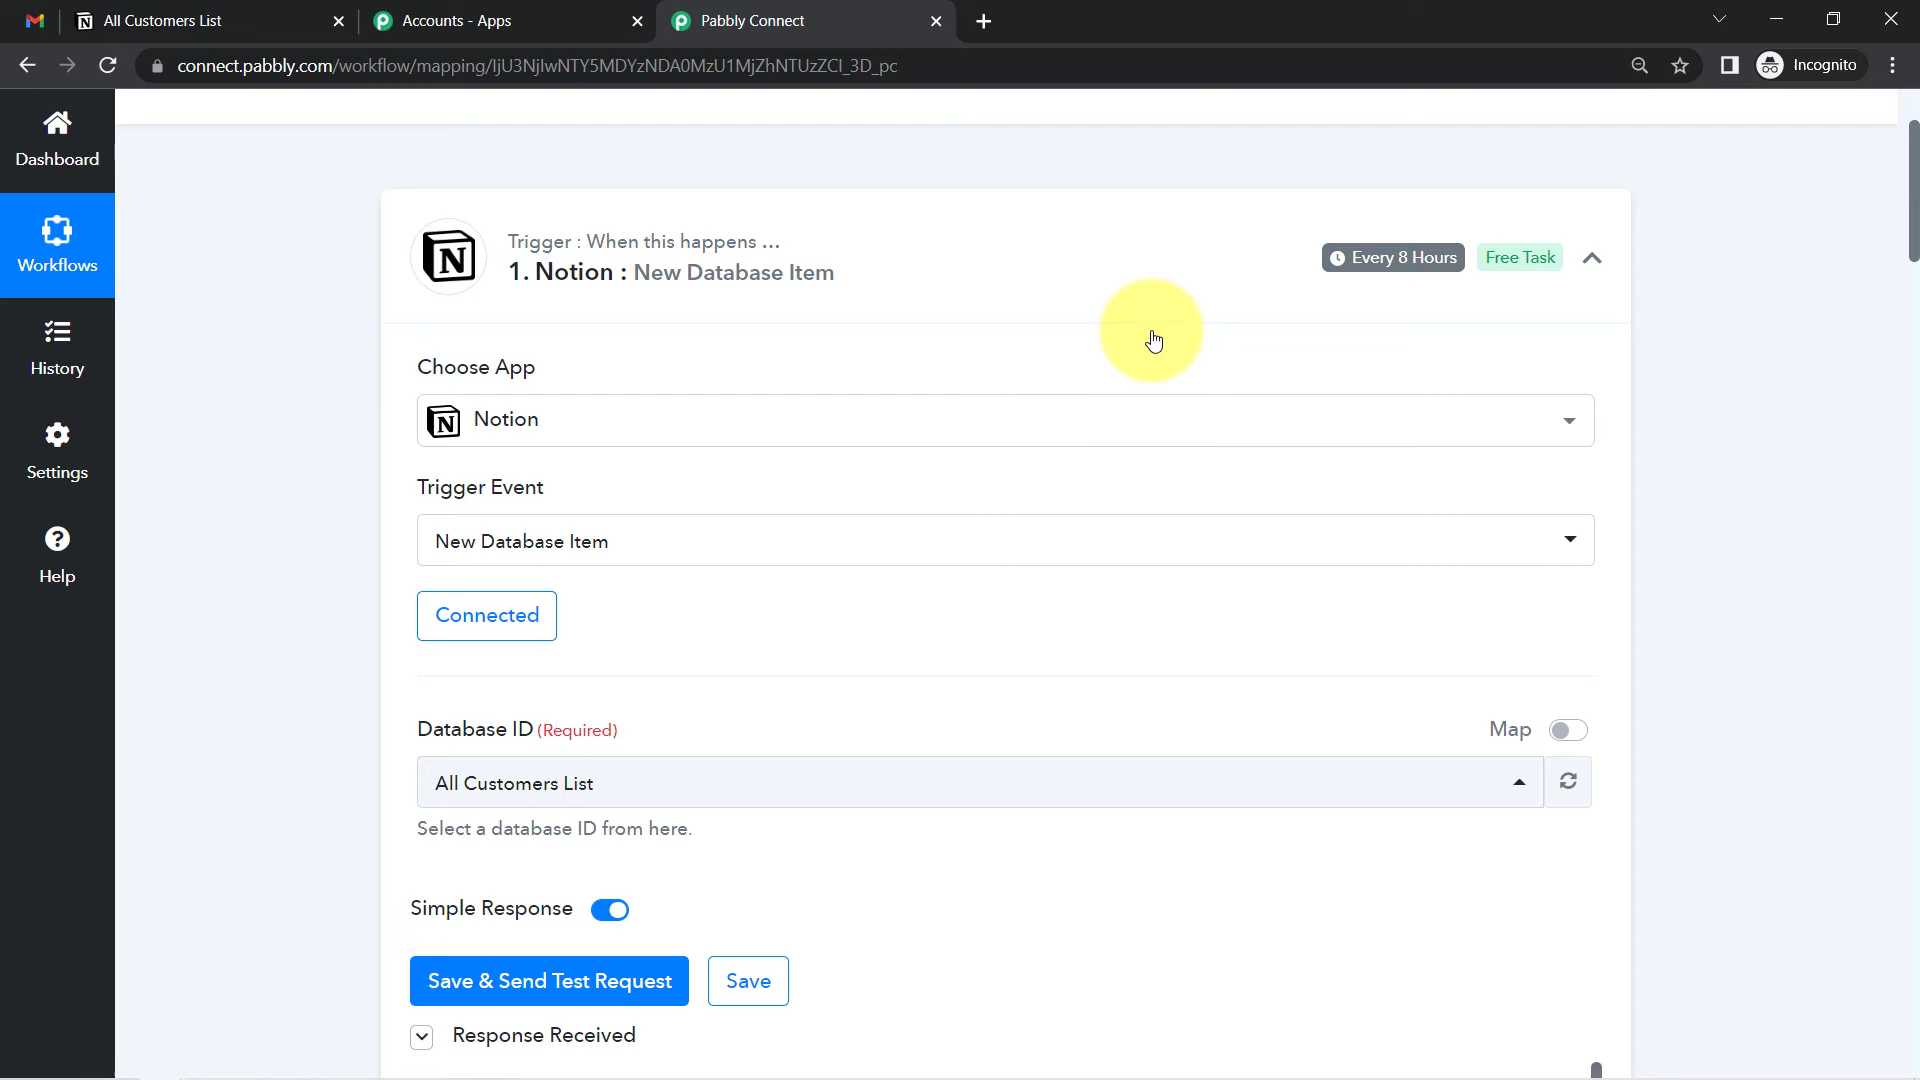 All Customers List
Accounts - Apps
Pabbly Connect
connect.pabbly.com/workflow/mapping/IjU3NjIwNTY5MDYzNDA0MzU1MjZhNTUzZCI_3D_pc
Incognito
Dashboard
Workflows
History
Settings
Help
Trigger : When this happens ...
1. Notion : New Database Item
Every 8 Hours
Free Task
Choose App
Notion
Trigger Event
New Database Item
Connected
Database ID (Required)
Map
All Customers List
Select a database ID from here.
Simple Response
Save & Send Test Request
Save
Response Received